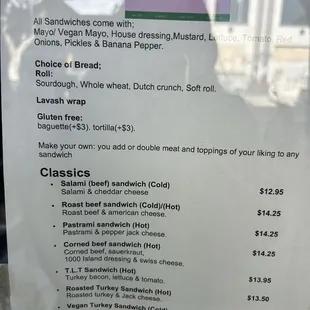 All Sandwiches come with;
Mayo/ Vegan Mayo, House dressing,Mustard, Lettuce, Tomato, Red
Onions, Pickles & Banana Pepper.
Choice of Bread;
Roll:
Sourdough, Whole wheat, Dutch crunch, Soft roll.
Lavash wrap
Gluten free:
baguette(+$3). tortilla(+$3).
Make your own: you add or double meat and toppings of your liking to any
sandwich
Classics
• Salami (beef) sandwich (Cold) $12.95
Salami & cheddar cheese
• Roast beef sandwich (Cold)/(Hot) $14.25
Roast beef & american cheese.
• Pastrami sandwich (Hot) $14.25
Pastrami & pepper jack cheese.
• Corned beef sandwich (Hot) $14.25
Corned beef, sauerkraut,
1000 Island dressing & swiss cheese.
• T.L.T Sandwich (Hot) $13.95
Turkey bacon, lettuce & tomato.
• Roasted Turkey Sandwich (Hot) $13.50
Roasted turkey & Jack cheese.
• Vegan Turkey Sandwich (Cold)